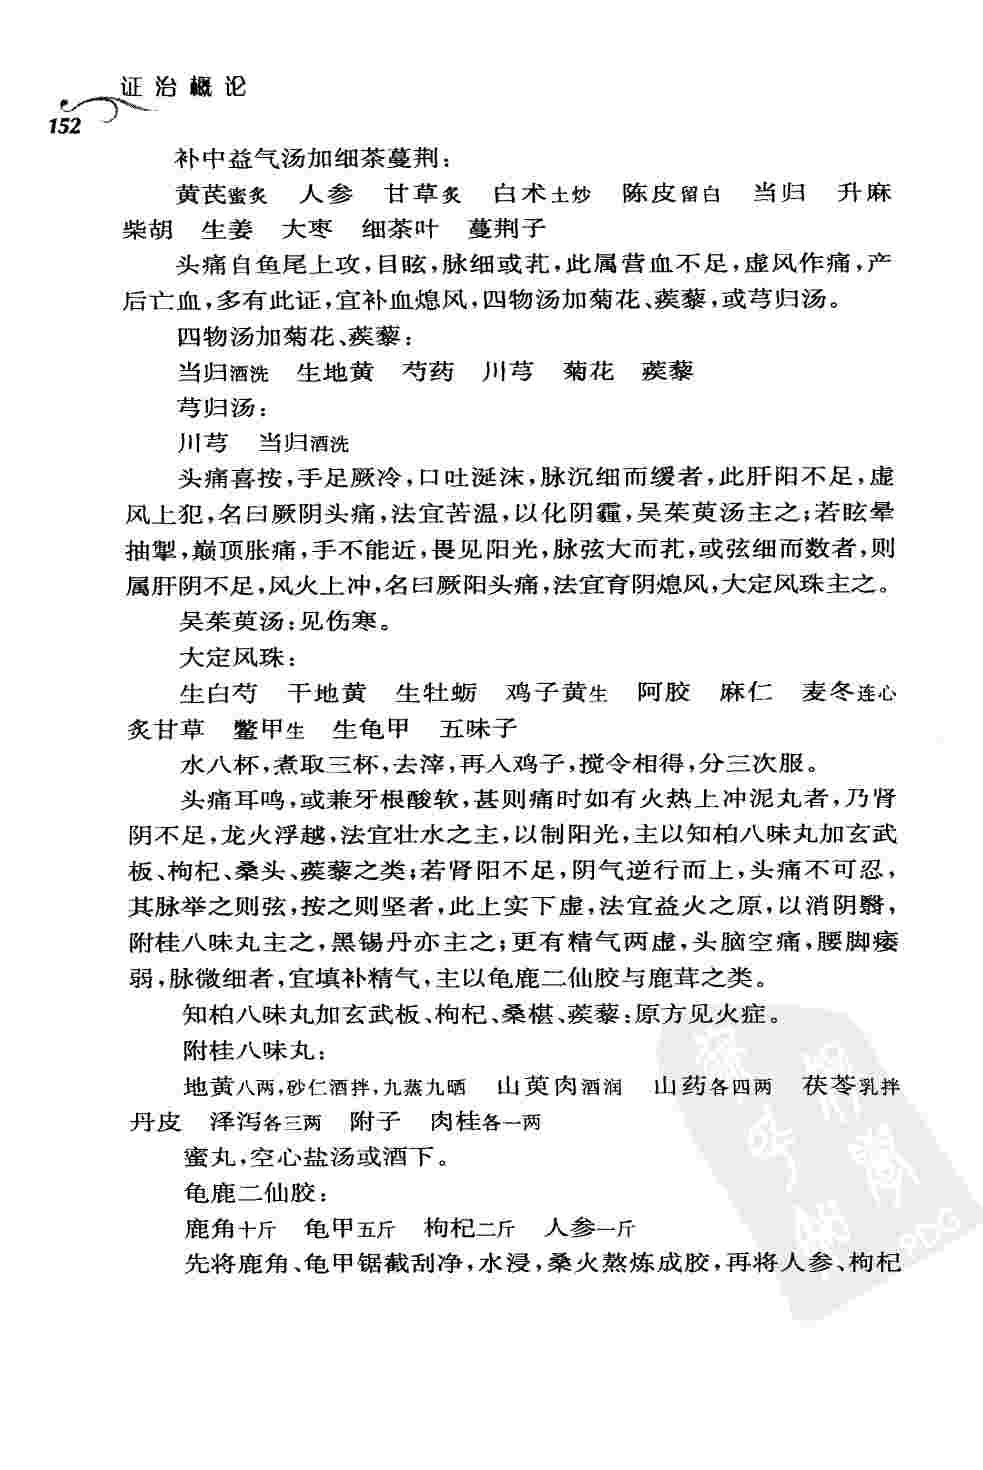 证治概论
152
补中益气汤加细茶蔓荆：
黄芪蜜炙　人参　甘草炙　白术土炒　陈皮留白　当归　升麻
柴胡　生姜　大枣　细茶叶　蔓荆子
头痛自鱼尾上攻，目眩，脉细或芤，此属营血不足，虚风作痛，产
后亡血，多有此证，宜补血熄风，四物汤加菊花、蒺藜，或芎归汤。
四物汤加菊花、蒺藜：
当归酒洗　生地黄　芍药　川芎　菊花　蒺藜
芎归汤：
川芎　当归酒洗
头痛喜按，手足厥冷，口吐涎沫，脉沉细而缓者，此肝阳不足，虚
风上犯，名曰厥阴头痛，法宜苦温，以化阴霾，吴茱萸汤主之；若眩晕
抽掣，巅顶胀痛，手不能近，畏见阳光，脉弦大而芤，或弦细而数者，则
属肝阴不足，风火上冲，名曰厥阳头痛，法宜育阴熄风，大定风珠主之。
吴茱萸汤：见伤寒。
大定风珠：
生白芍　干地黄　生牡蛎　鸡子黄生　阿胶　麻仁　麦冬连心
炙甘草　鳖甲生　生龟甲　五味子
水八杯，煮取三杯，去滓，再入鸡子，搅令相得，分三次服。
头痛耳鸣，或兼牙根酸软，甚则痛时如有火热上冲泥丸者，乃肾
阴不足，龙火浮越，法宜壮水之主，以制阳光，主以知柏八味丸加玄武
板、枸杞、桑头、蒺藜之类；若肾阳不足，阴气逆行而上，头痛不可忍，
其脉举之则弦，按之则坚者，此上实下虚，法宜益火之原，以消阴翳，
附桂八味丸主之，黑锡丹亦主之；更有精气两虚，头脑空痛，腰脚痿
弱，脉微细者，宜填补精气，主以龟鹿二仙胶与鹿茸之类。
知柏八味丸加玄武板、枸杞、桑椹、蒺藜：原方见火症。
附桂八味丸：
地黄八两，砂仁酒拌，九蒸九晒　山萸肉酒润　山药各四两　茯苓乳拌
丹皮　泽泻各三两　附子　肉桂各一两
蜜丸，空心盐汤或酒下。
龟鹿二仙胶：
鹿角十斤　龟甲五斤　枸杞二斤　人参一斤
先将鹿角、龟甲锯截刮净，水浸，桑火熬炼成胶，再将人参、枸杞
PDG